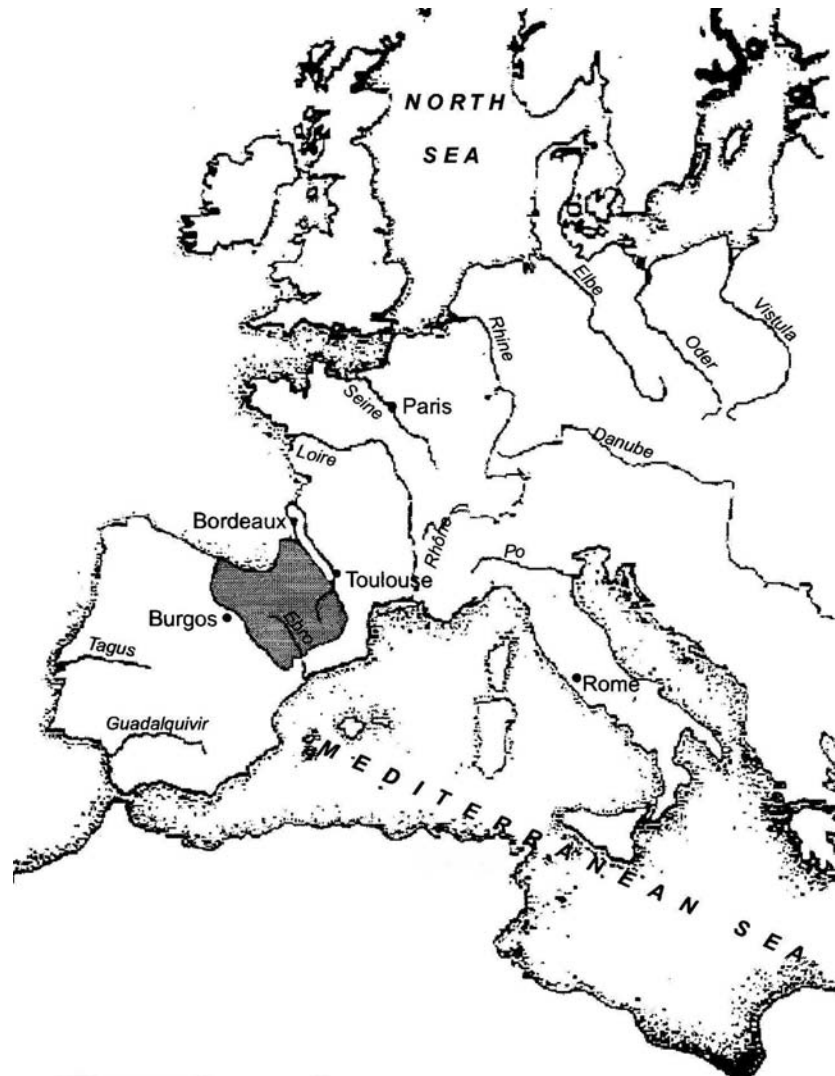 NORTH
SEA
Elbe
Vistula
Oder
Rhine
Seine
Paris
Danube
Loire
Bordeaux
Rhône
Po
Toulouse
Burgos
Ebro
Tagus
Rome
Guadalquivir
MEDITERRANEAN SEA